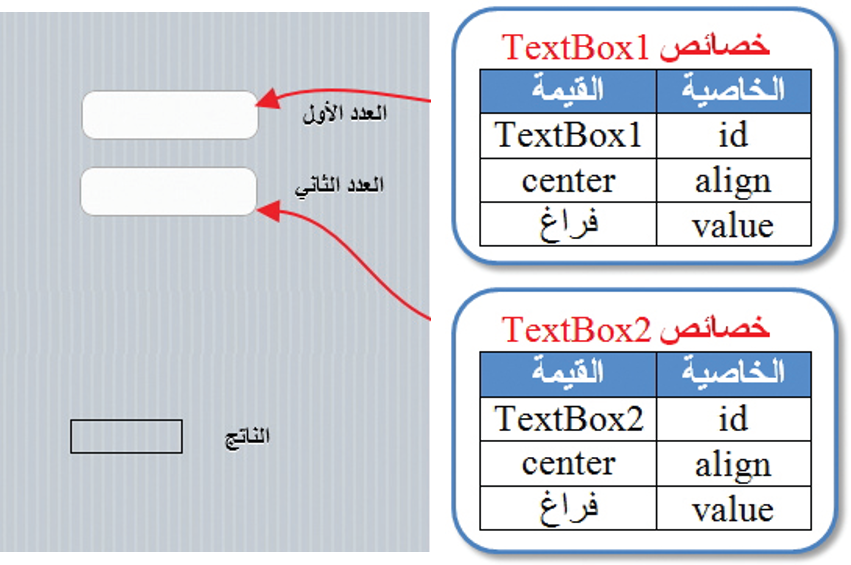 العدد الأول
العدد الثاني
الناتج
خصائص TextBox1
الخاصية القيمة
id TextBox1
align center
value فراغ
خصائص TextBox2
الخاصية القيمة
id TextBox2
align center
value فراغ